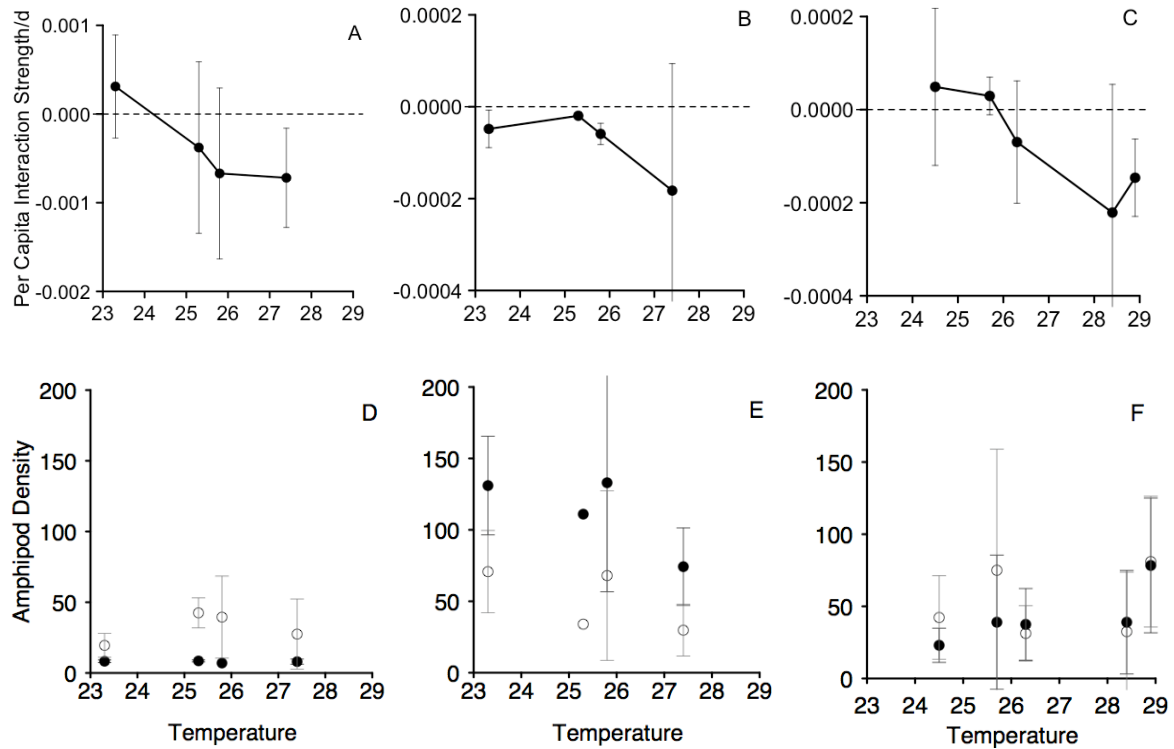 Per Capita Interaction Strength/d
0.001
0.000
-0.001
-0.002
23 24 25 26 27 28 29
A
0.0002
0.0000
-0.0002
-0.0004
23 24 25 26 27 28 29
B
0.0002
0.0000
-0.0002
-0.0004
23 24 25 26 27 28 29
C
Amphipod Density
200
150
100
50
0
23 24 25 26 27 28 29
Temperature
D
200
150
100
50
0
23 24 25 26 27 28 29
Temperature
E
200
150
100
50
0
23 24 25 26 27 28 29
Temperature
F